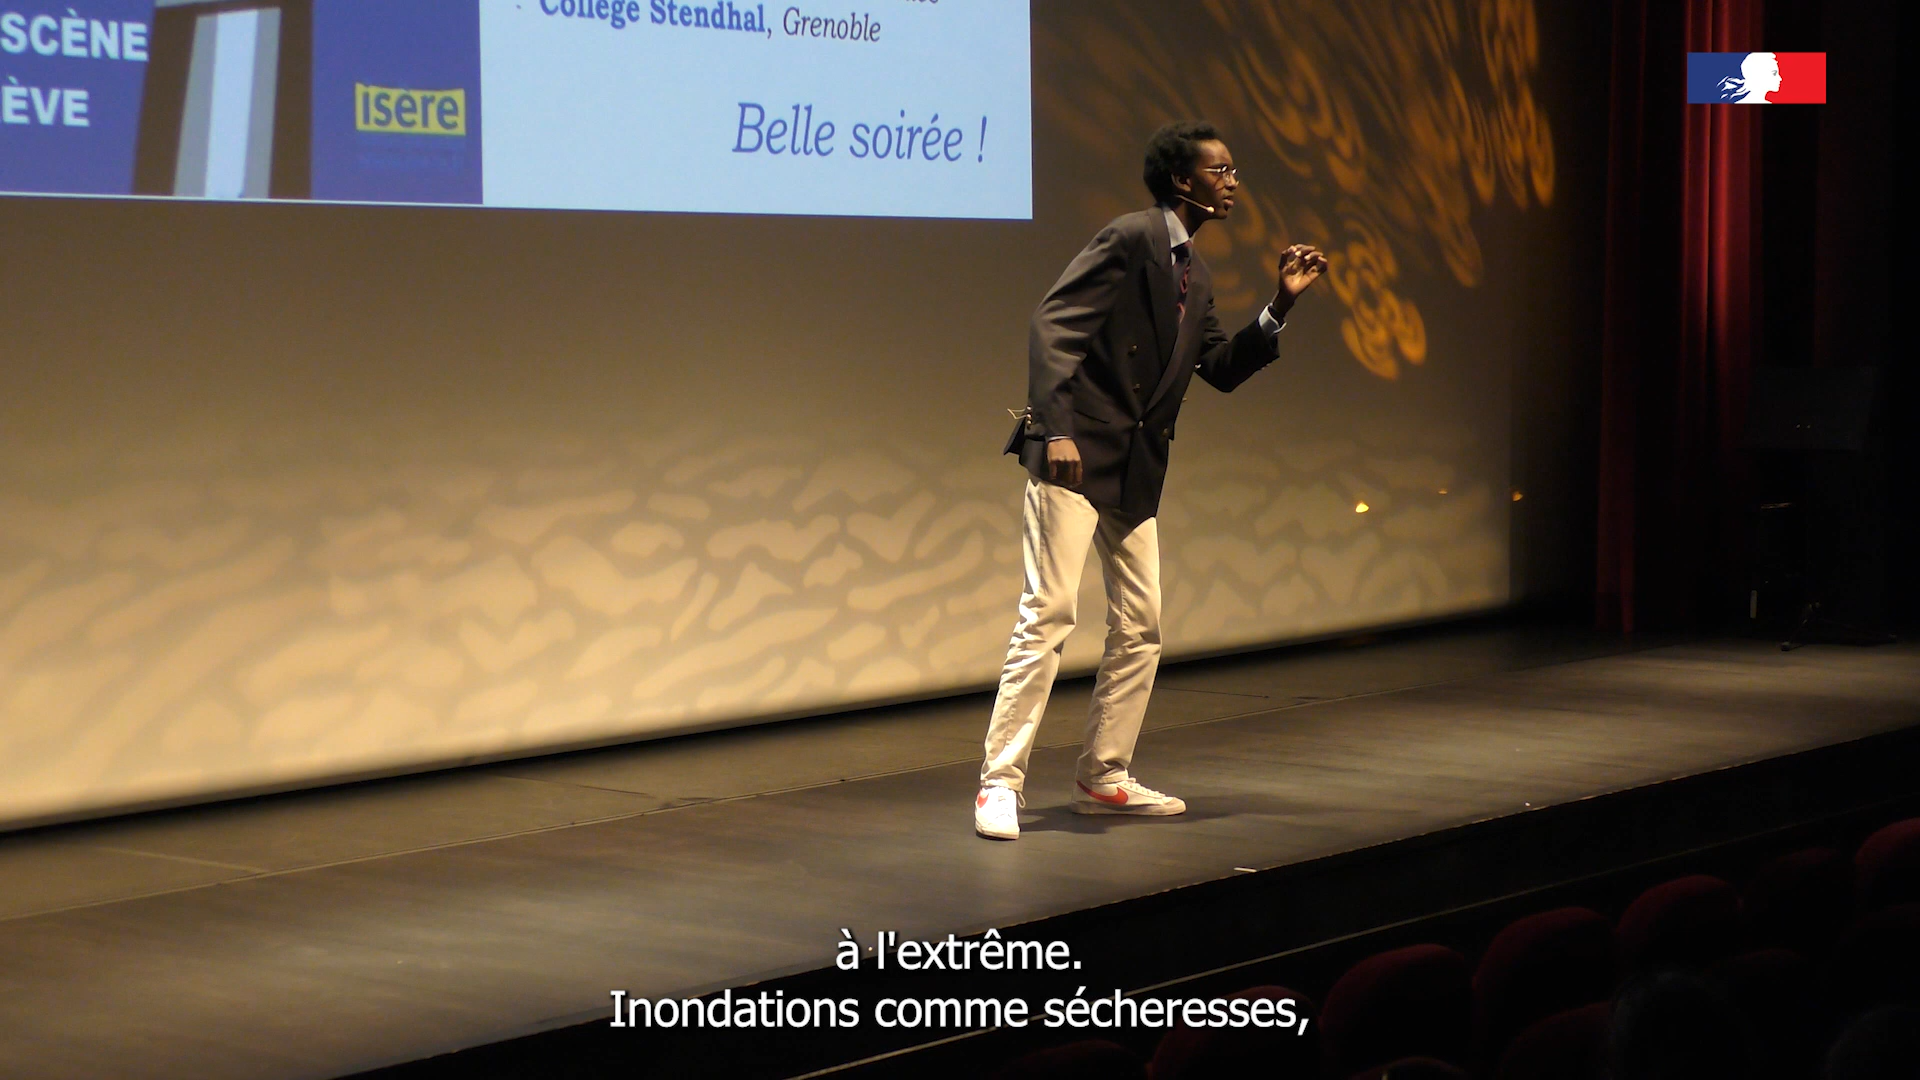 SCÈNE
ÈVE
isère
Collège Stendhal, Grenoble
Belle soirée !
à l'extrême.
Inondations comme sécheresses,